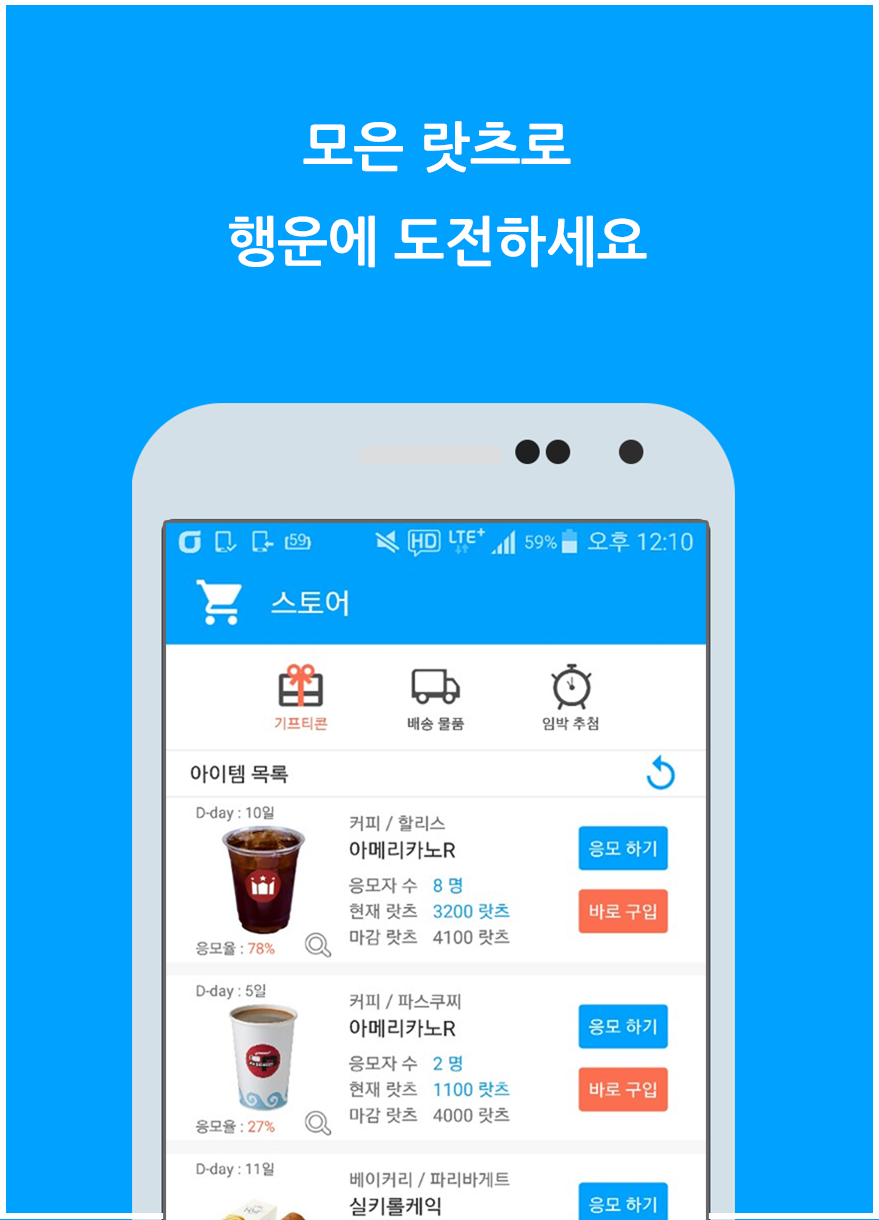 모은 랏츠로
행운에 도전하세요
59 HD LTE+ 59% 오후 12:10
스토어
기프티콘 배송 물품 임박 추첨
아이템 목록
D-day : 10일
커피 / 할리스
아메리카노R
응모 하기
응모자 수 8 명
현재 랏츠 3200 랏츠
바로 구입
마감 랏츠 4100 랏츠
응모율 : 78%
D-day : 5일
커피 / 파스쿠찌
아메리카노R
응모 하기
응모자 수 2 명
현재 랏츠 1100 랏츠
바로 구입
마감 랏츠 4000 랏츠
응모율 : 27%
D-day : 11일
베이커리 / 파리바게트
실키롤케익
응모 하기